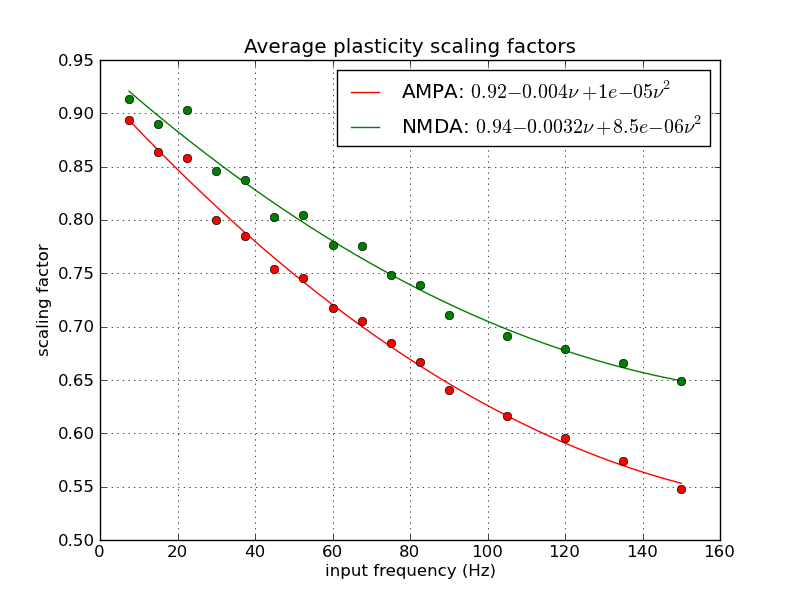 Average plasticity scaling factors
AMPA: 0.92−0.004ν+1e−05ν²
NMDA: 0.94−0.0032ν+8.5e−06ν²
scaling factor
0.95
0.90
0.85
0.80
0.75
0.70
0.65
0.60
0.55
0.50
0 20 40 60 80 100 120 140 160
input frequency (Hz)